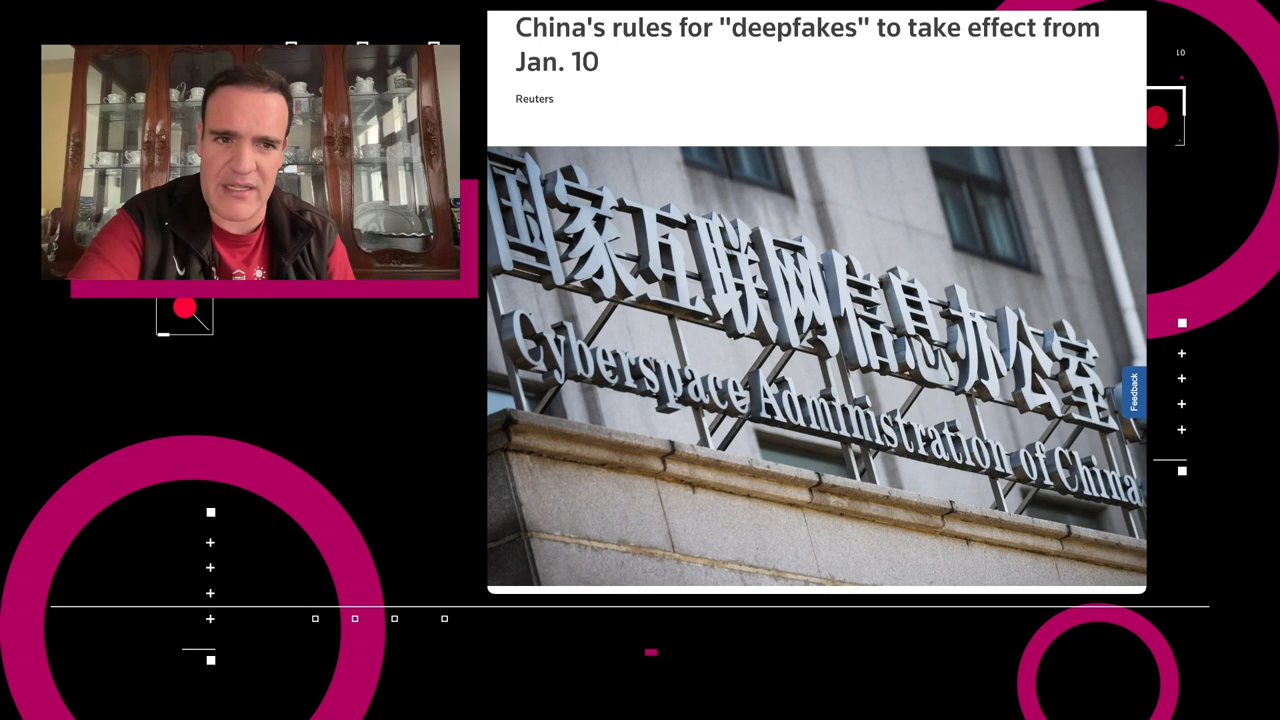 China's rules for "deepfakes" to take effect from
Jan. 10
Reuters
国家互联网信息办公室
Cyberspace Administration of China
Feedback
10